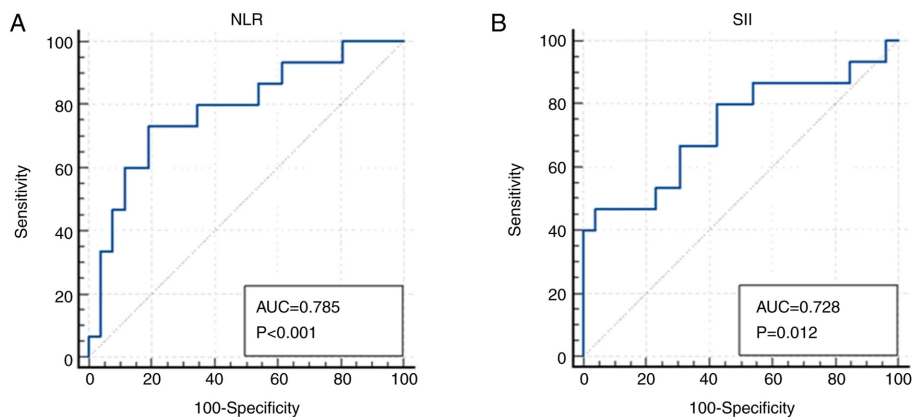 A
NLR
100
80
60
40
20
0
Sensitivity
AUC=0.785
P<0.001
0 20 40 60 80 100
100-Specificity
B
SII
100
80
60
40
20
0
Sensitivity
AUC=0.728
P=0.012
0 20 40 60 80 100
100-Specificity